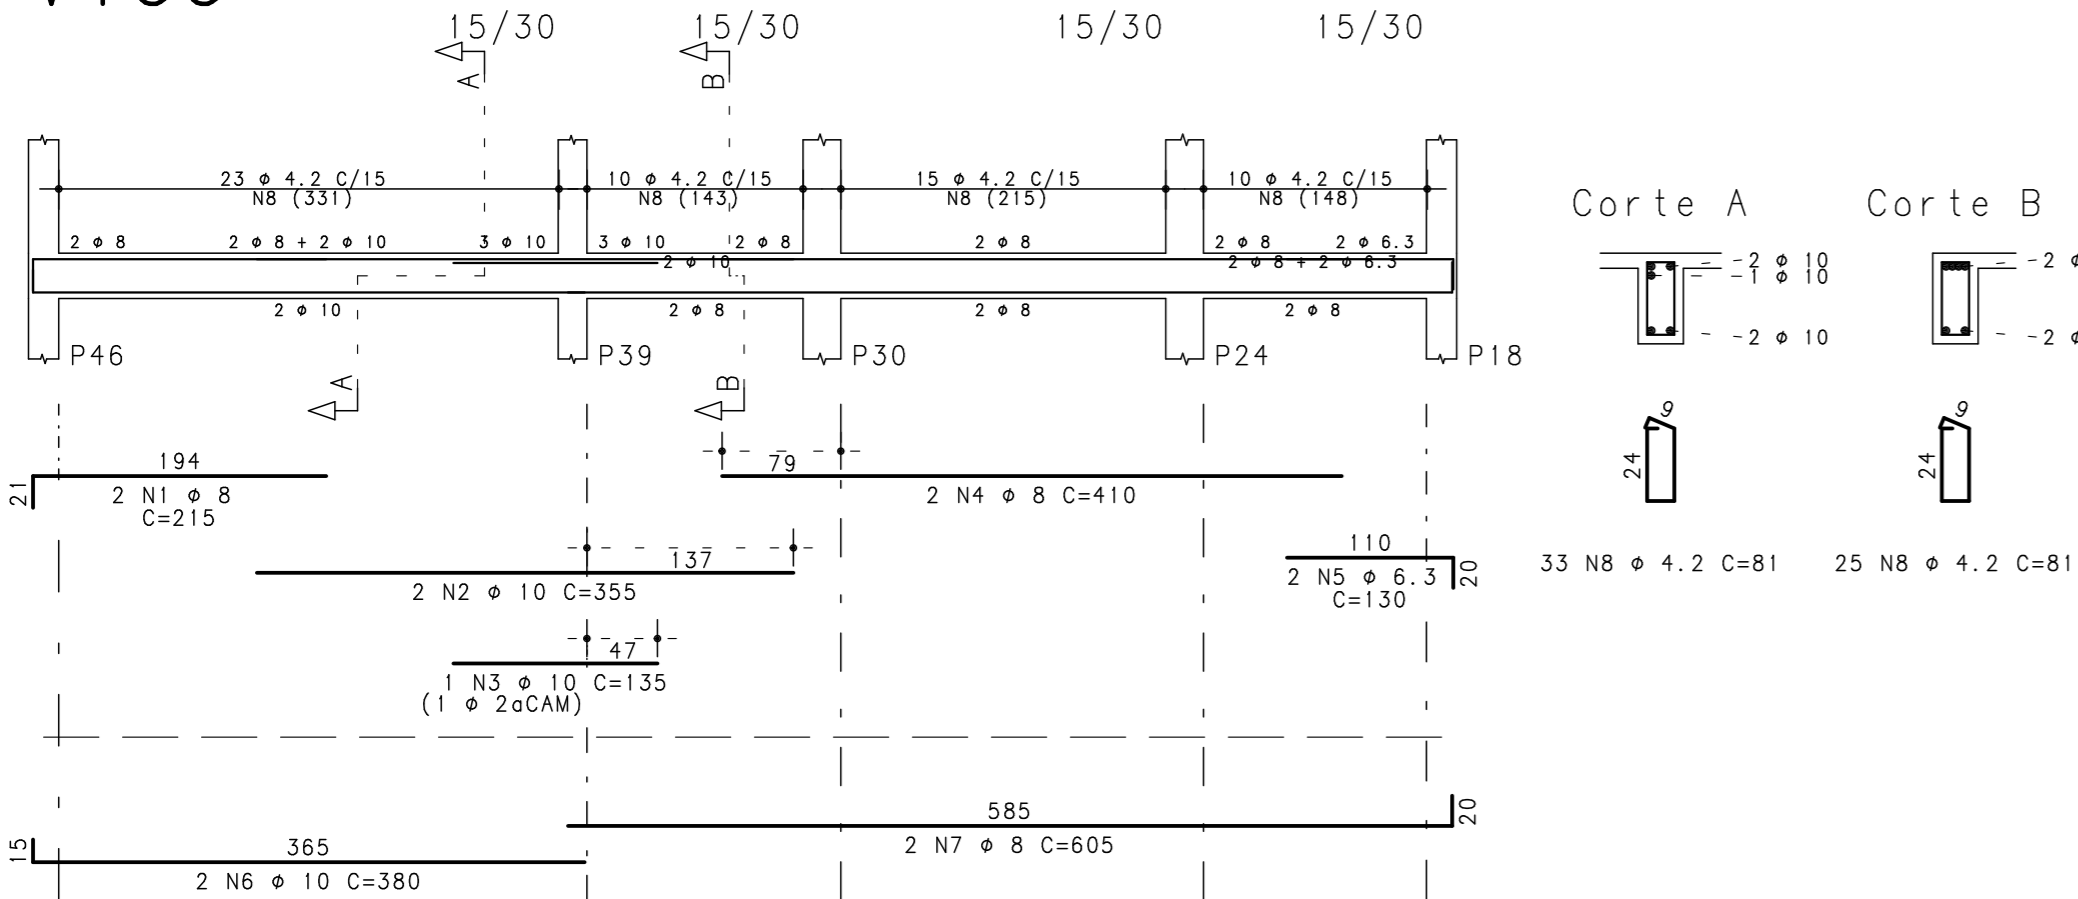 15/30 15/30 15/30 15/30
A B
23 ø 4.2 C/15 10 ø 4.2 C/15 15 ø 4.2 C/15 10 ø 4.2 C/15
N8 (331) N8 (143) N8 (215) N8 (148)
2 ø 8 2 ø 8 + 2 ø 10 3 ø 10 3 ø 10 2 ø 8 2 ø 8 2 ø 8 2 ø 6.3
2 ø 10 2 ø 8 + 2 ø 6.3
2 ø 10 2 ø 8 2 ø 8 2 ø 8
P46 P39 P30 P24 P18
A B
Corte A Corte B
2 ø 10
1 ø 10
2 ø 10
2 ø
2 ø
194
21
2 N1 ø 8
C=215
79
2 N4 ø 8 C=410
137
2 N2 ø 10 C=355
110
20
2 N5 ø 6.3
C=130
47
1 N3 ø 10 C=135
(1 ø 2aCAM)
585
20
2 N7 ø 8 C=605
365
15
2 N6 ø 10 C=380
9
24
33 N8 ø 4.2 C=81
9
24
25 N8 ø 4.2 C=81